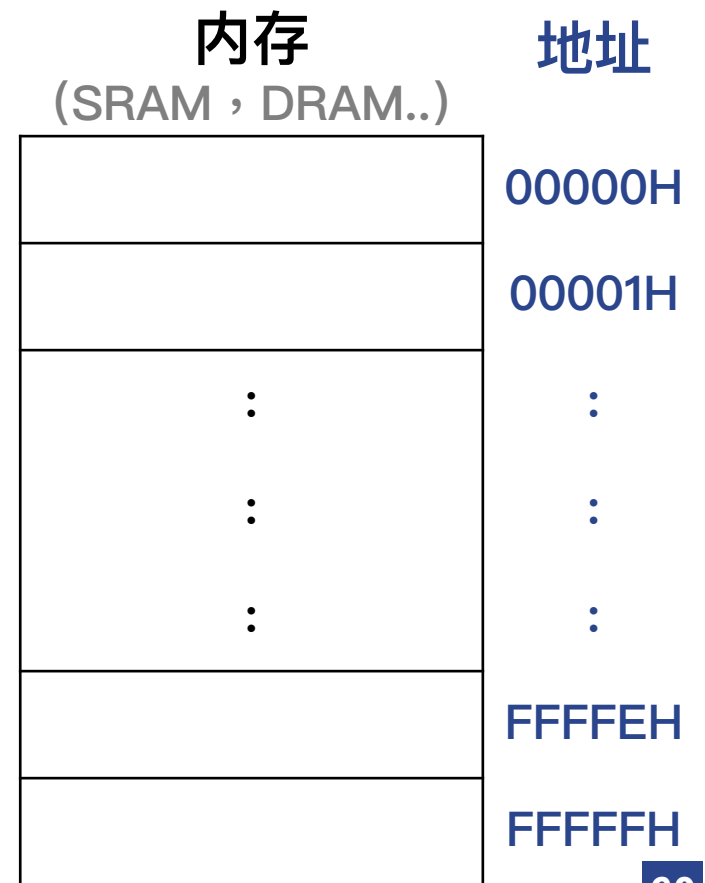 内存 地址
(SRAM，DRAM..)
00000H
00001H
: :
: :
: :
FFFFEH
FFFFFH